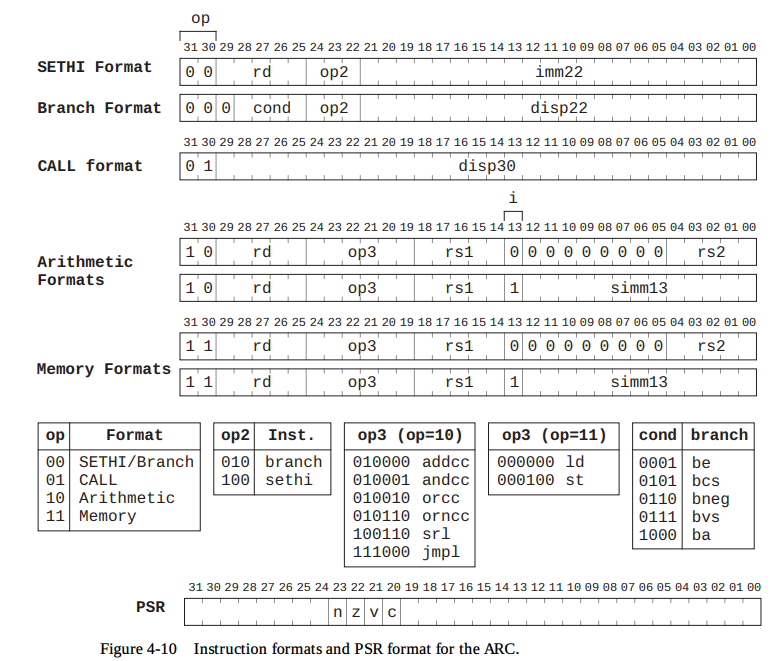 op
31 30 29 28 27 26 25 24 23 22 21 20 19 18 17 16 15 14 13 12 11 10 09 08 07 06 05 04 03 02 01 00
SETHI Format 0 0 rd op2 imm22
Branch Format 0 0 0 cond op2 disp22
31 30 29 28 27 26 25 24 23 22 21 20 19 18 17 16 15 14 13 12 11 10 09 08 07 06 05 04 03 02 01 00
CALL format 0 1 disp30
i
31 30 29 28 27 26 25 24 23 22 21 20 19 18 17 16 15 14 13 12 11 10 09 08 07 06 05 04 03 02 01 00
Arithmetic
Formats
1 0 rd op3 rs1 0 0 0 0 0 0 0 0 0 rs2
1 0 rd op3 rs1 1 simm13
31 30 29 28 27 26 25 24 23 22 21 20 19 18 17 16 15 14 13 12 11 10 09 08 07 06 05 04 03 02 01 00
Memory Formats
1 1 rd op3 rs1 0 0 0 0 0 0 0 0 0 rs2
1 1 rd op3 rs1 1 simm13
op Format
00 SETHI/Branch
01 CALL
10 Arithmetic
11 Memory
op2 Inst.
010 branch
100 sethi
op3 (op=10)
010000 addcc
010001 andcc
010010 orcc
010110 orncc
100110 srl
111000 jmpl
op3 (op=11)
000000 ld
000100 st
cond branch
0001 be
0101 bcs
0110 bneg
0111 bvs
1000 ba
31 30 29 28 27 26 25 24 23 22 21 20 19 18 17 16 15 14 13 12 11 10 09 08 07 06 05 04 03 02 01 00
PSR n z v c
Figure 4-10 Instruction formats and PSR format for the ARC.